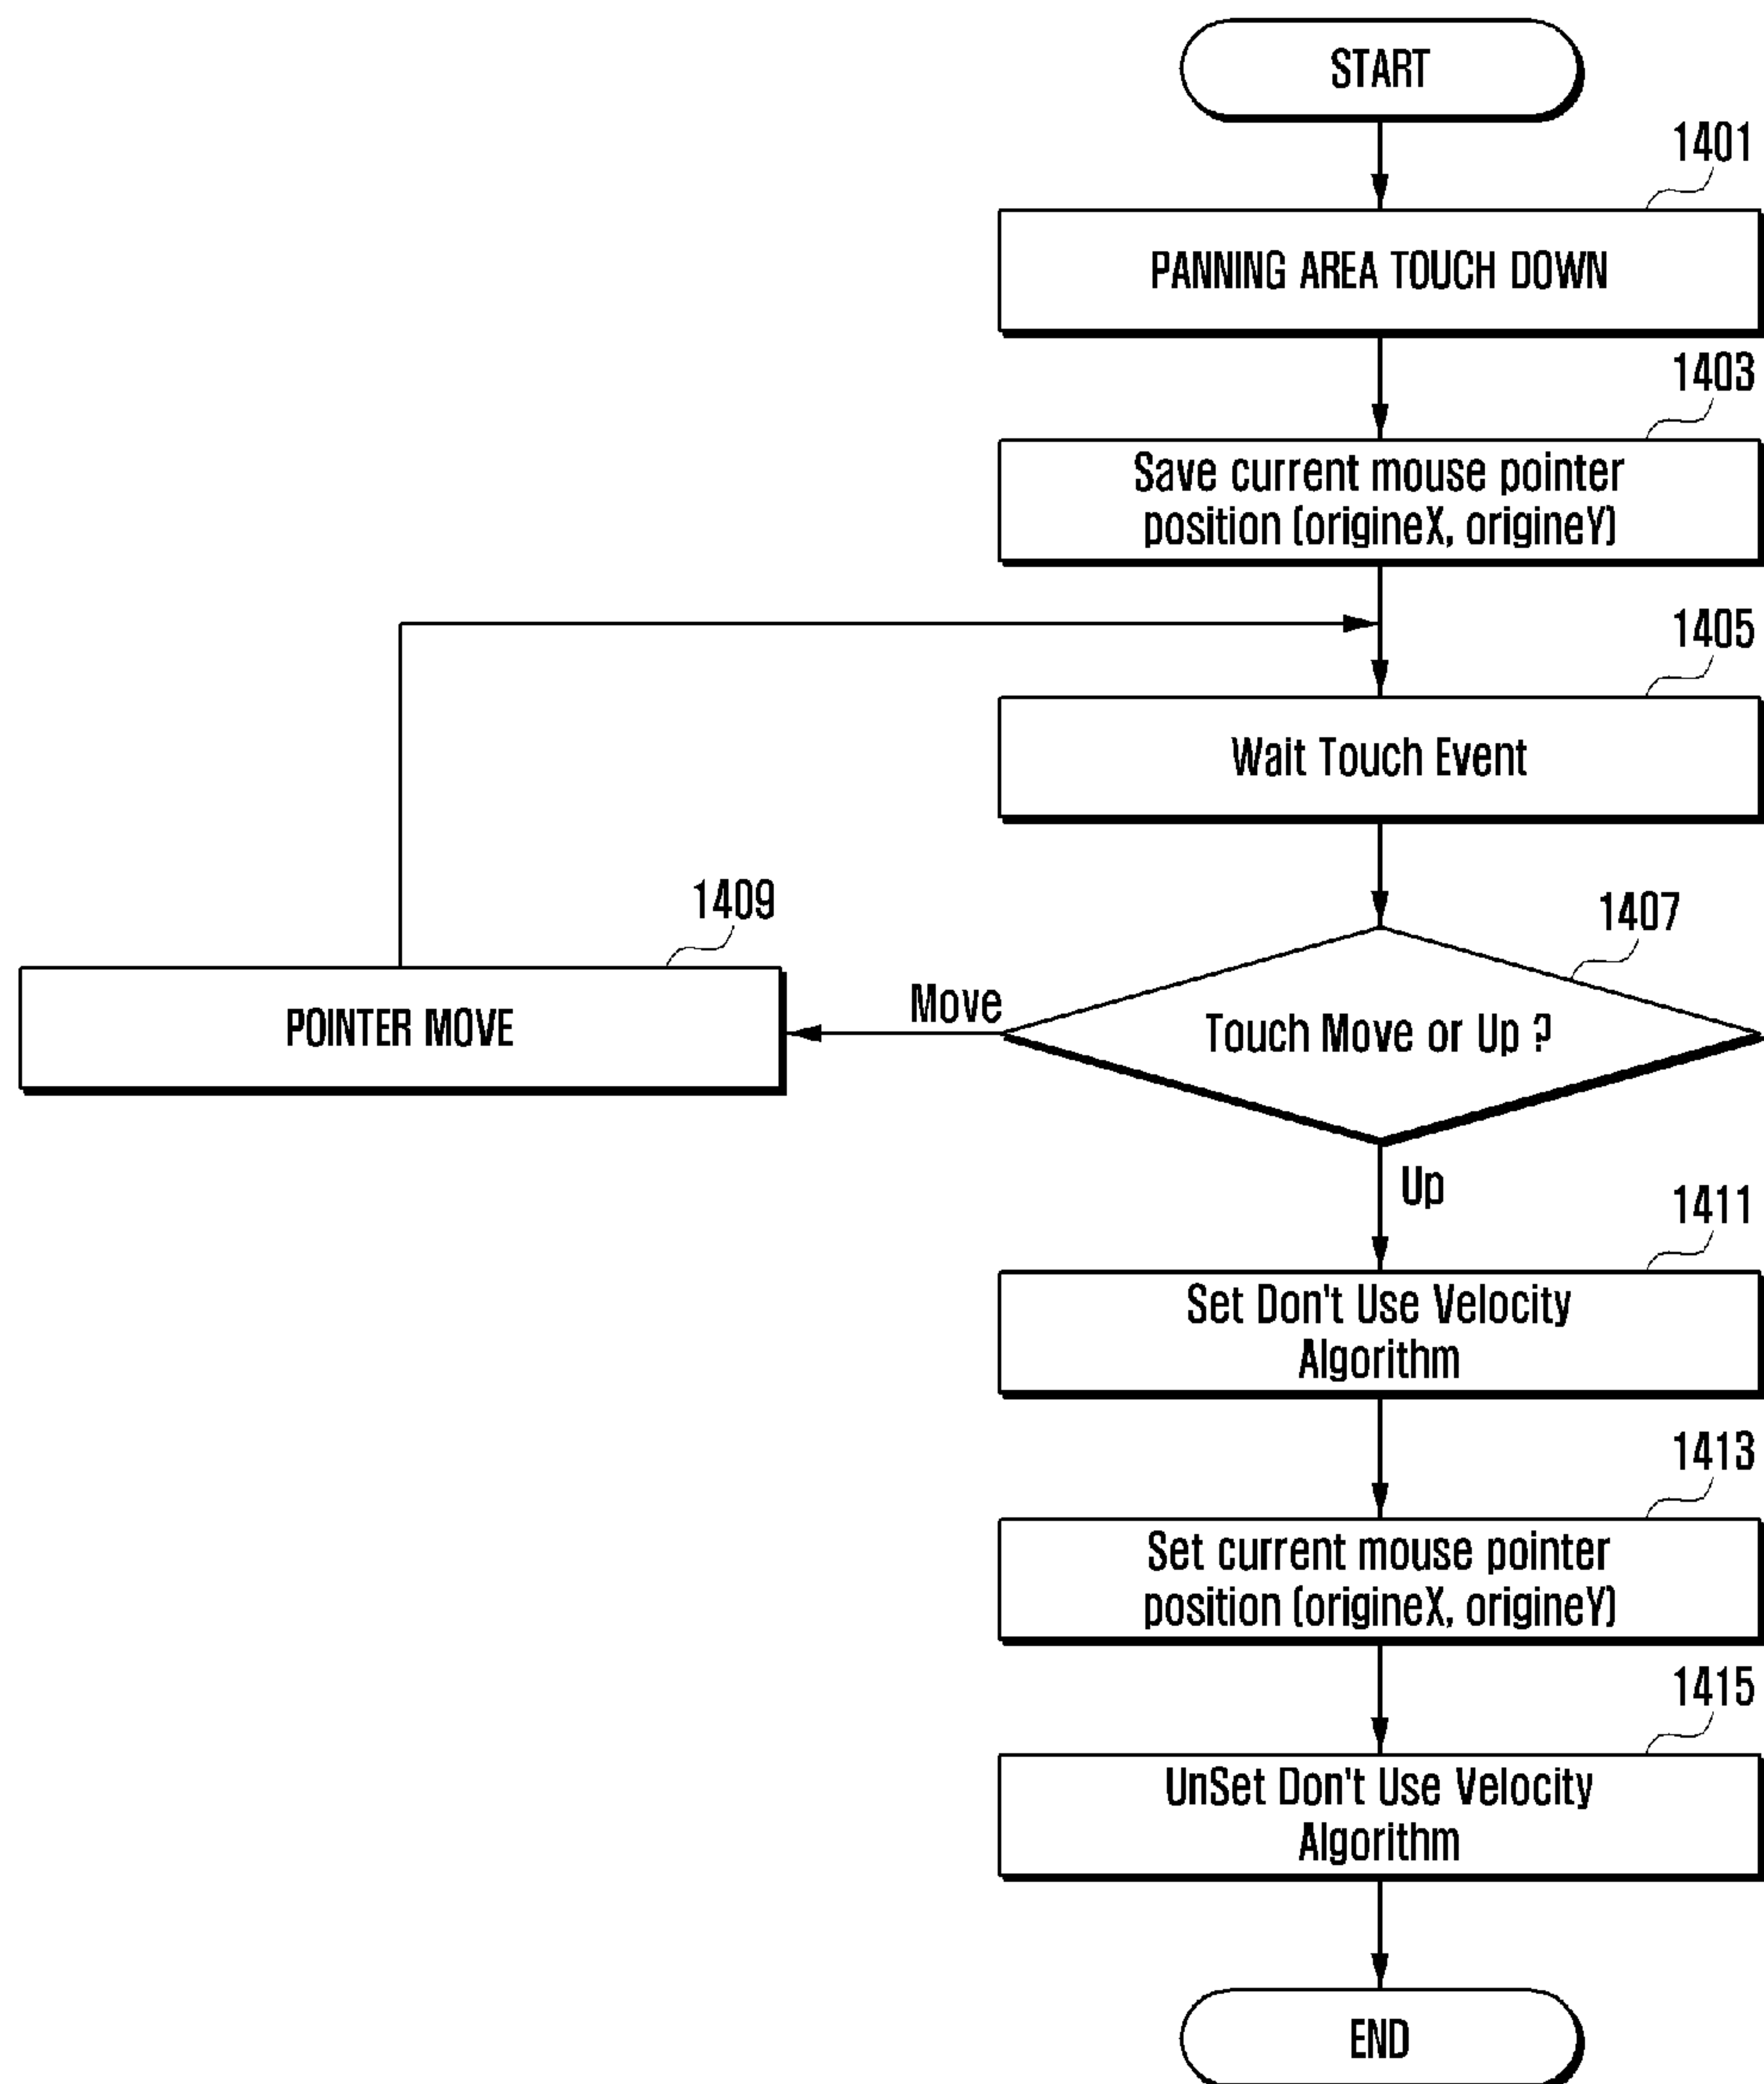 START
1401
PANNING AREA TOUCH DOWN
1403
Save current mouse pointer
position (origineX, origineY)
1405
Wait Touch Event
1409
1407
POINTER MOVE
Move
Touch Move or Up ?
Up
1411
Set Don't Use Velocity
Algorithm
1413
Set current mouse pointer
position (origineX, origineY)
1415
UnSet Don't Use Velocity
Algorithm
END